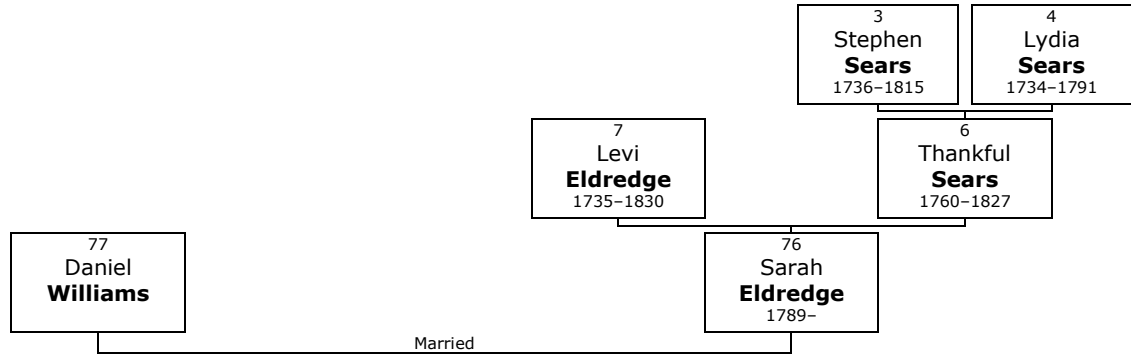 3
Stephen
Sears
1736–1815
4
Lydia
Sears
1734–1791
7
Levi
Eldredge
1735–1830
6
Thankful
Sears
1760–1827
77
Daniel
Williams
76
Sarah
Eldredge
1789–
Married